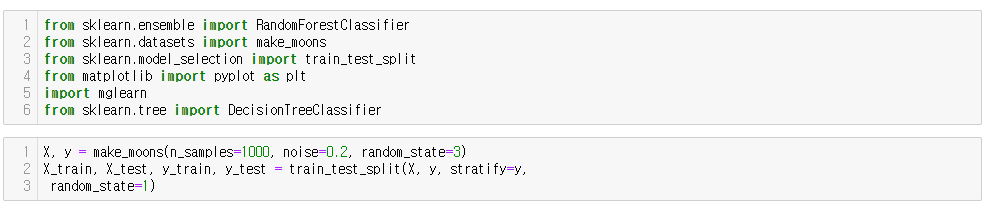 1 from sklearn.ensemble import RandomForestClassifier
2 from sklearn.datasets import make_moons
3 from sklearn.model_selection import train_test_split
4 from matplotlib import pyplot as plt
5 import mglearn
6 from sklearn.tree import DecisionTreeClassifier
1 X, y = make_moons(n_samples=1000, noise=0.2, random_state=3)
2 X_train, X_test, y_train, y_test = train_test_split(X, y, stratify=y,
3  random_state=1)